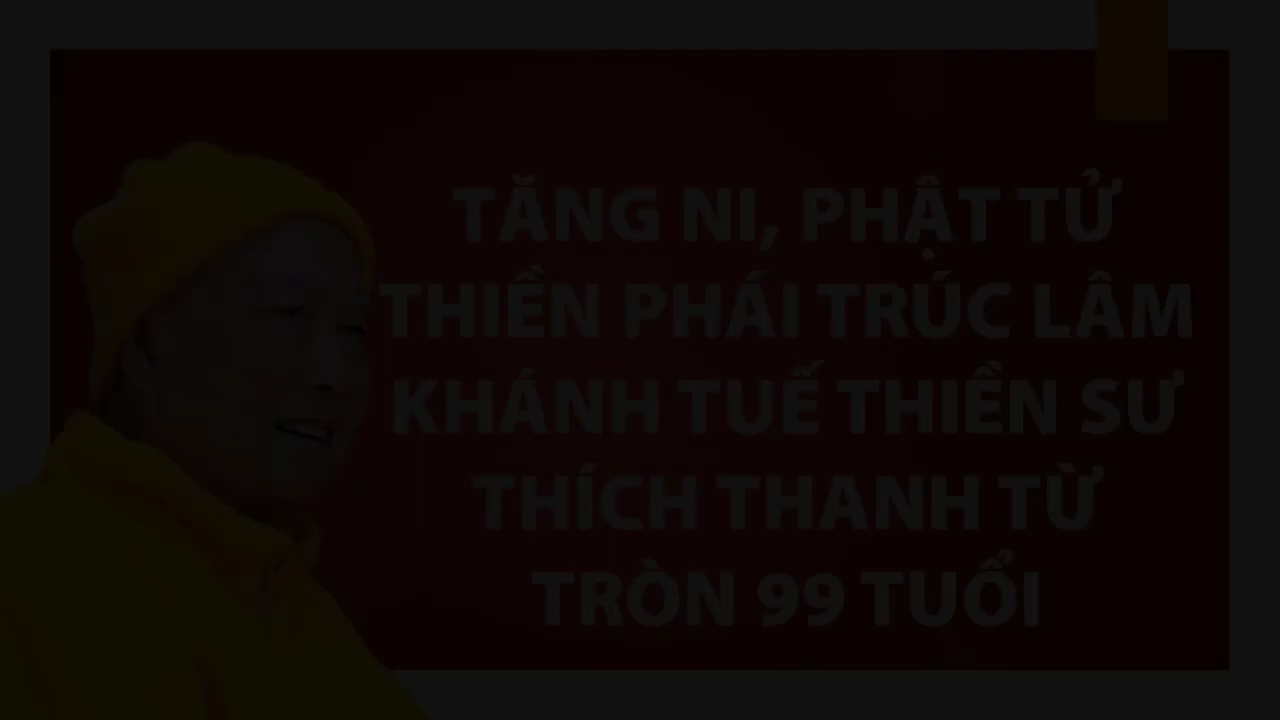 TĂNG NI, PHẬT TỬ
THIỀN PHÁI TRÚC LÂM
KHÁNH TUẾ THIỀN SƯ
THÍCH THANH TỪ
TRÒN 99 TUỔI